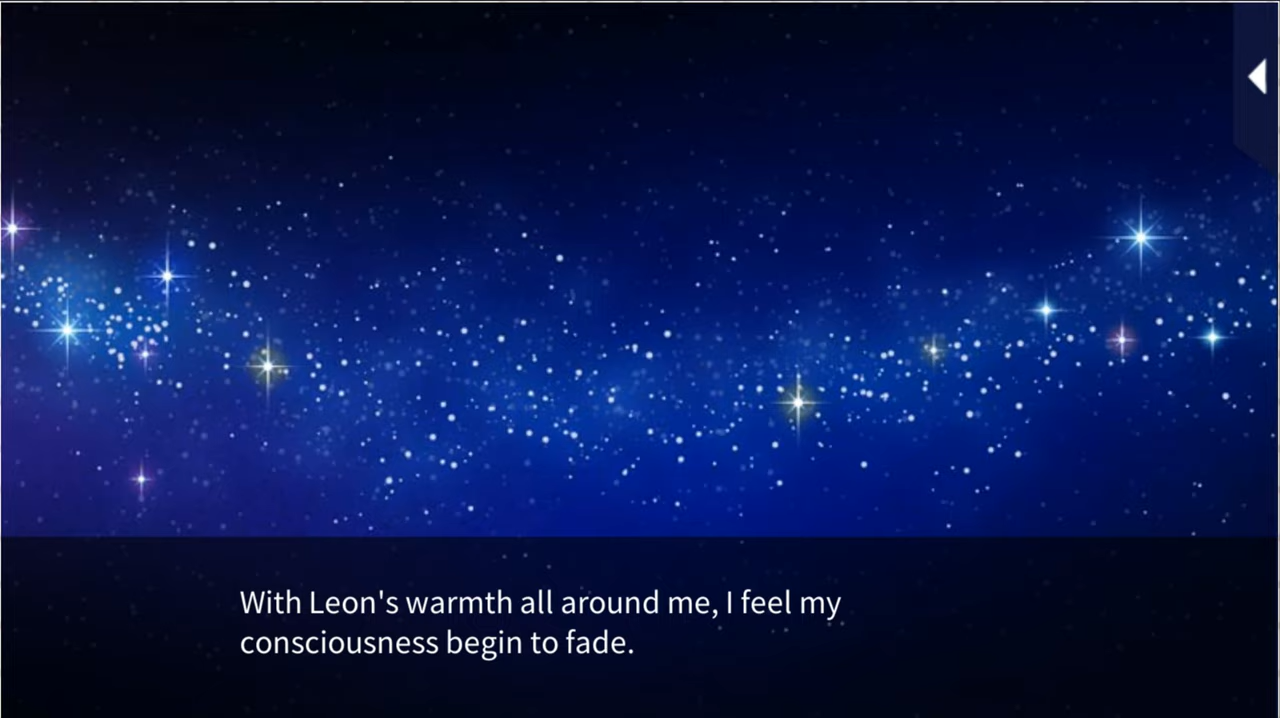 With Leon's warmth all around me, I feel my
consciousness begin to fade.